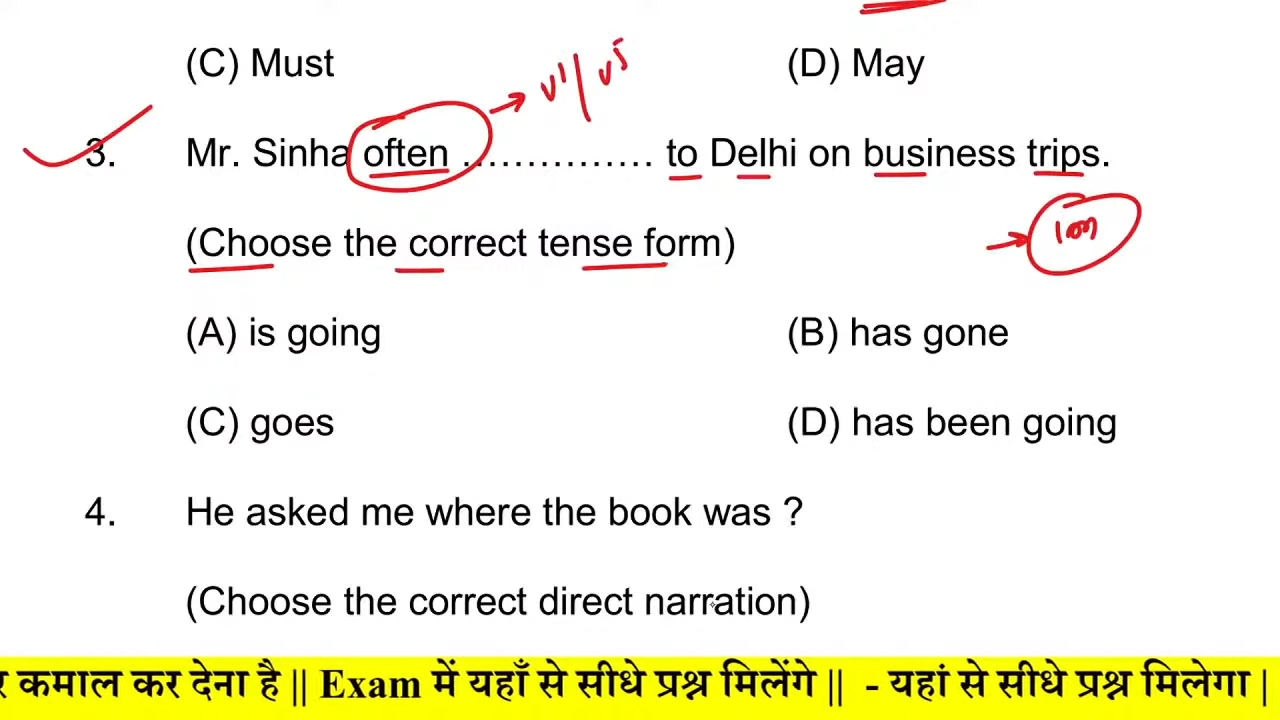 (C) Must (D) May
v1/v5
3. Mr. Sinha often …………… to Delhi on business trips.
(Choose the correct tense form)
(A) is going (B) has gone
(C) goes (D) has been going
4. He asked me where the book was ?
(Choose the correct direct narration)
र कमाल कर देना है || Exam में यहाँ से सीधे प्रश्न मिलेंगे || - यहां से सीधे प्रश्न मिलेगा |